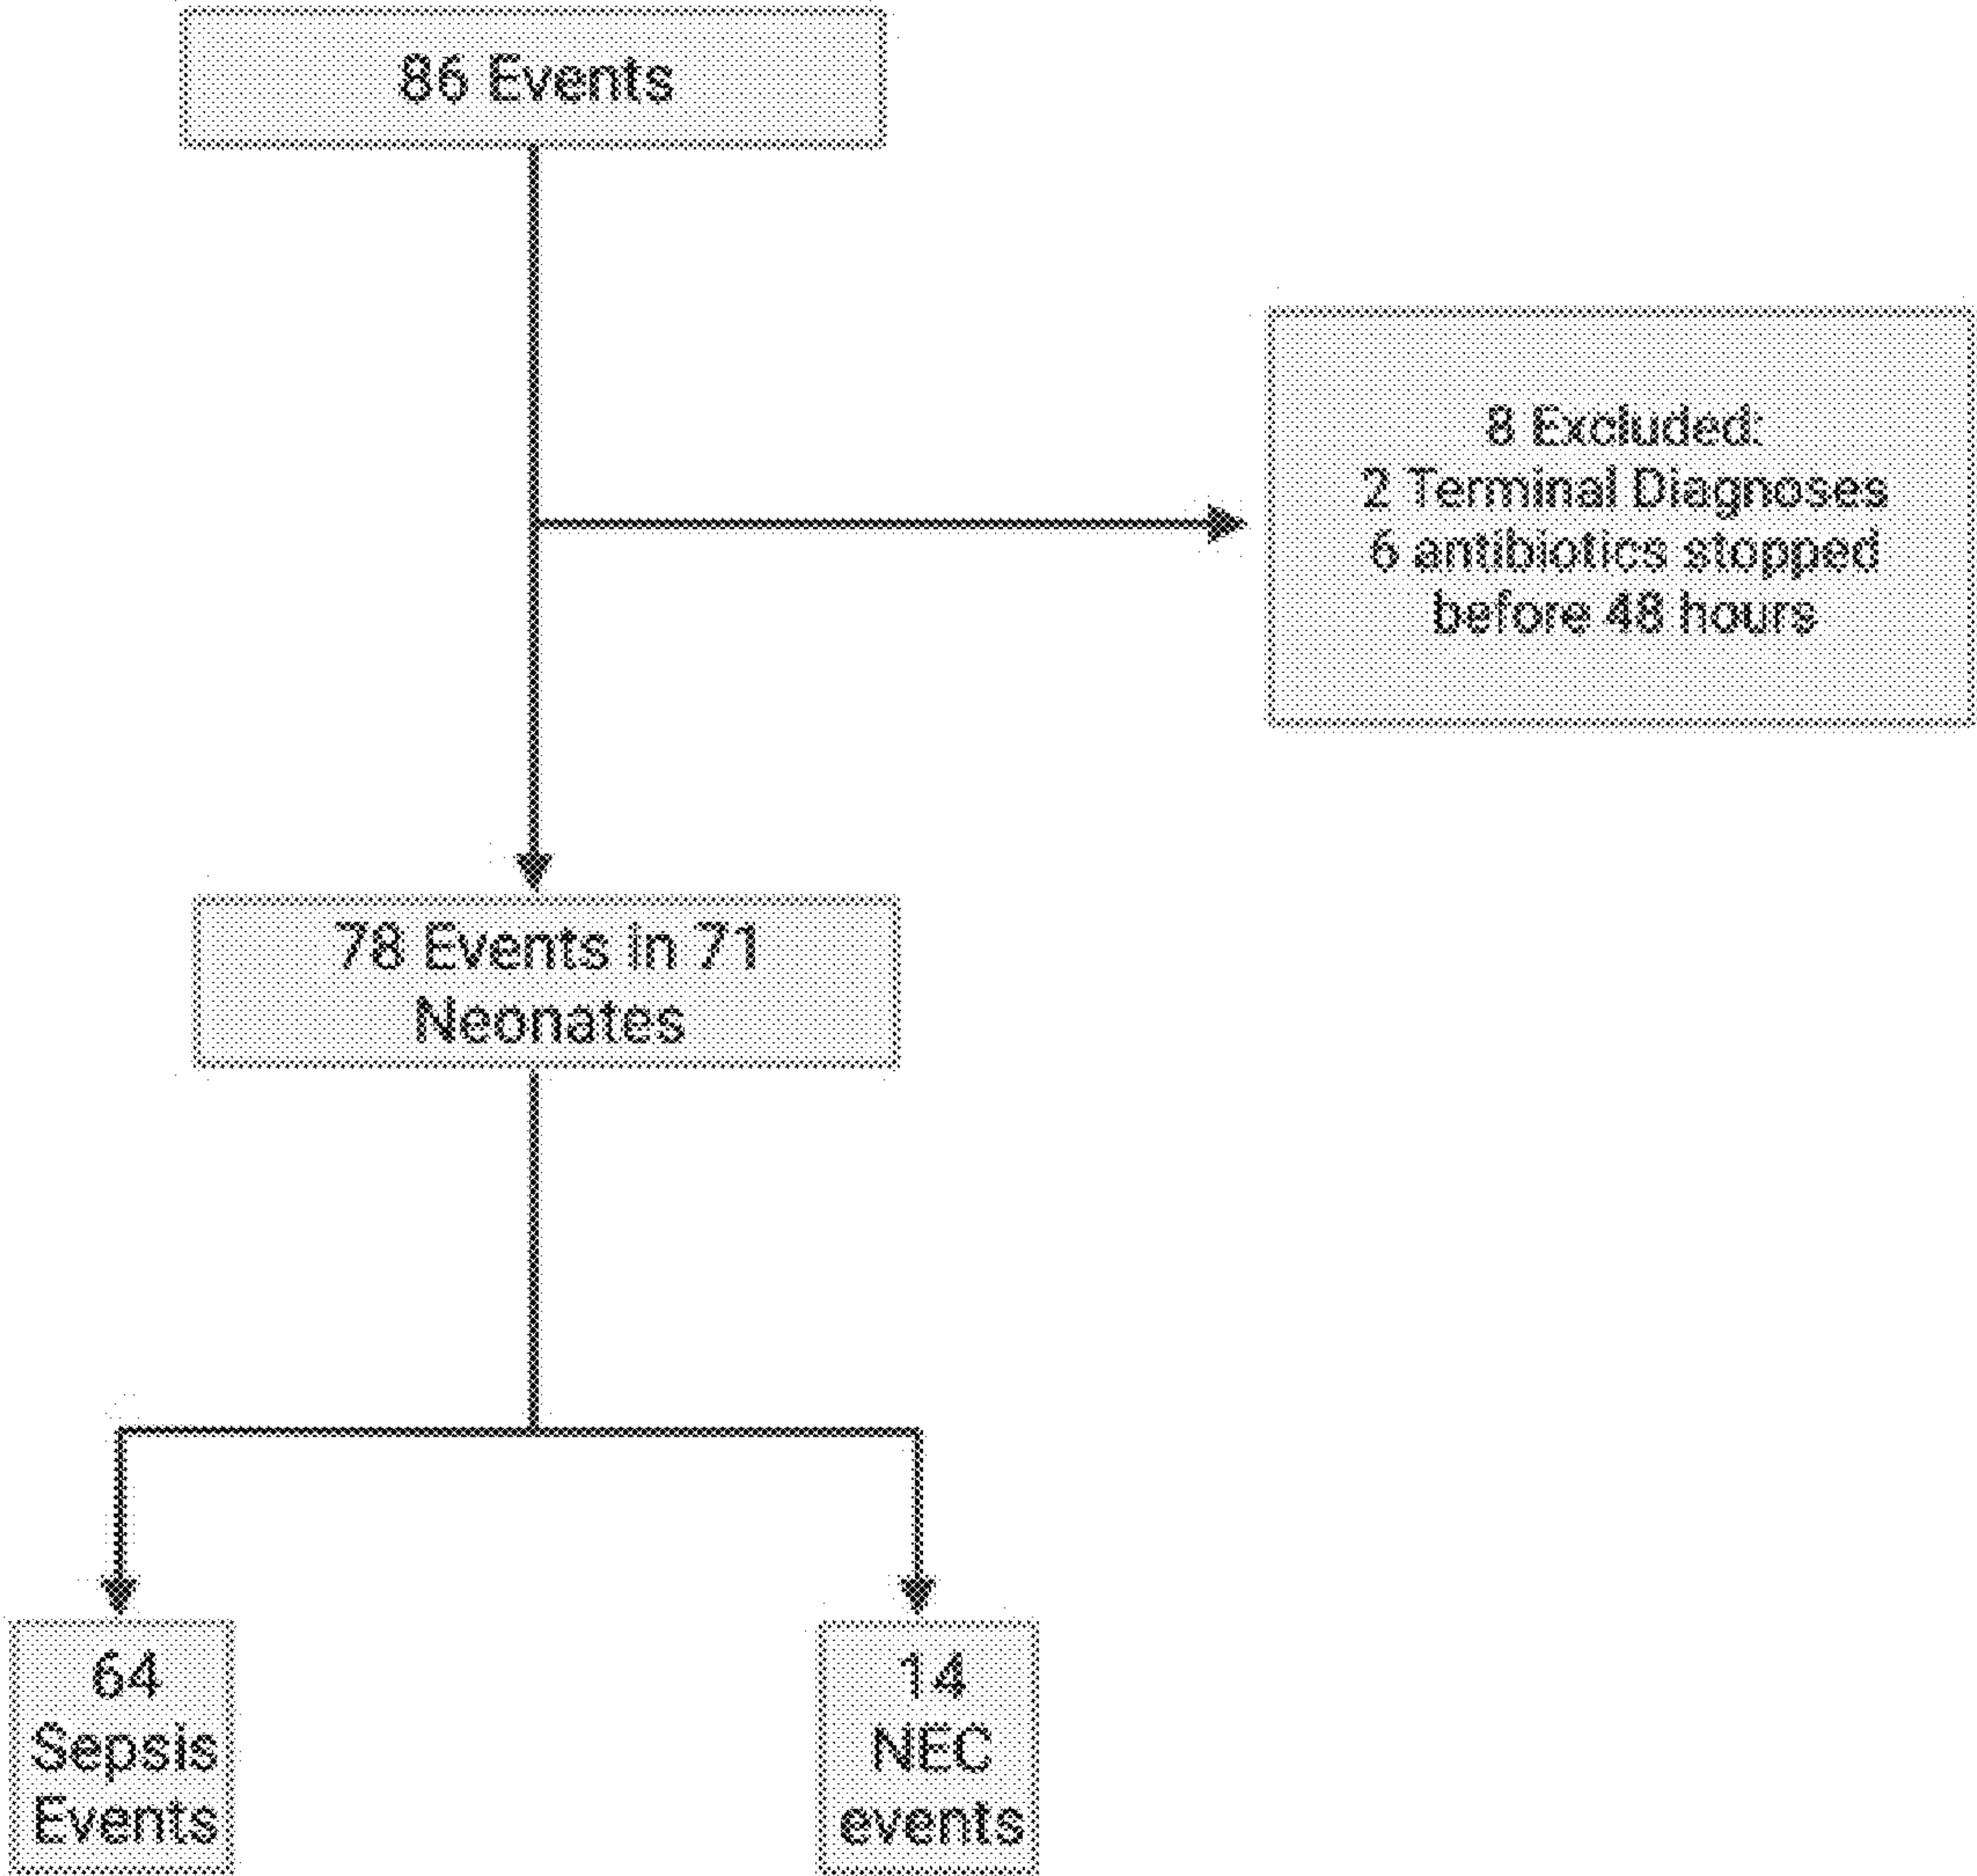 86 Events
8 Excluded:
2 Terminal Diagnoses
6 antibiotics stopped
before 48 hours
78 Events in 71
Neonates
64
Sepsis
Events
14
NEC
events